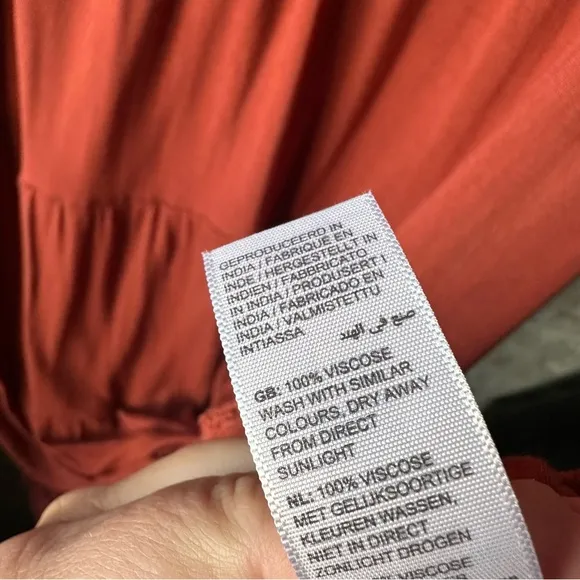 GEPRODUCEERD IN
INDIA / FABRIQUE EN
INDE / HERGESTELLT IN
INDIEN / FABBRICATO
IN INDIA / PRODUSERT I
INDIA / FABRICADO EN
INDIA / VALMISTETTU
INTIASSA
صنع في الهند
GB: 100% VISCOSE
WASH WITH SIMILAR
COLOURS, DRY AWAY
FROM DIRECT
SUNLIGHT
NL: 100% VISCOSE
MET GELIJKSOORTIGE
KLEUREN WASSEN,
NIET IN DIRECT
ZONLICHT DROGEN